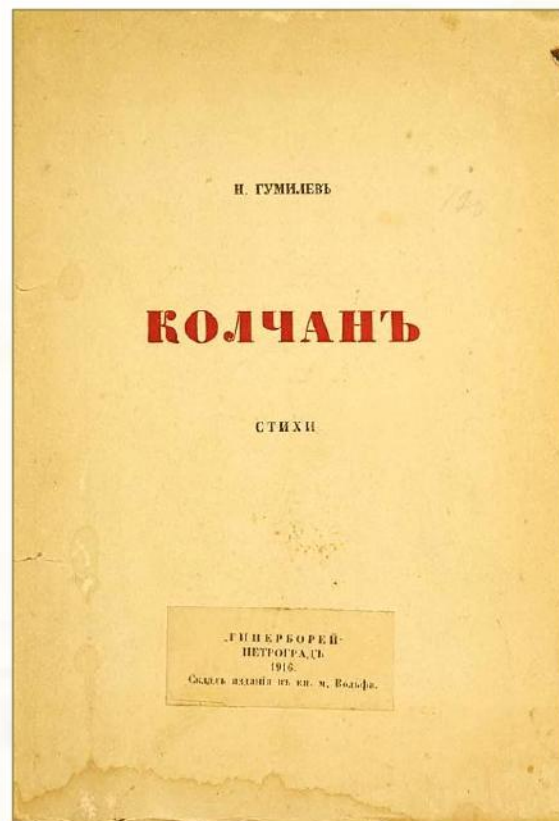 Н. ГУМИЛЕВЪ
КОЛЧАНЪ
СТИХИ
„ГИПЕРБОРЕЙ“
ПЕТРОГРАДЪ
1916.
Складъ изданія въ кн. м. Вольфа.